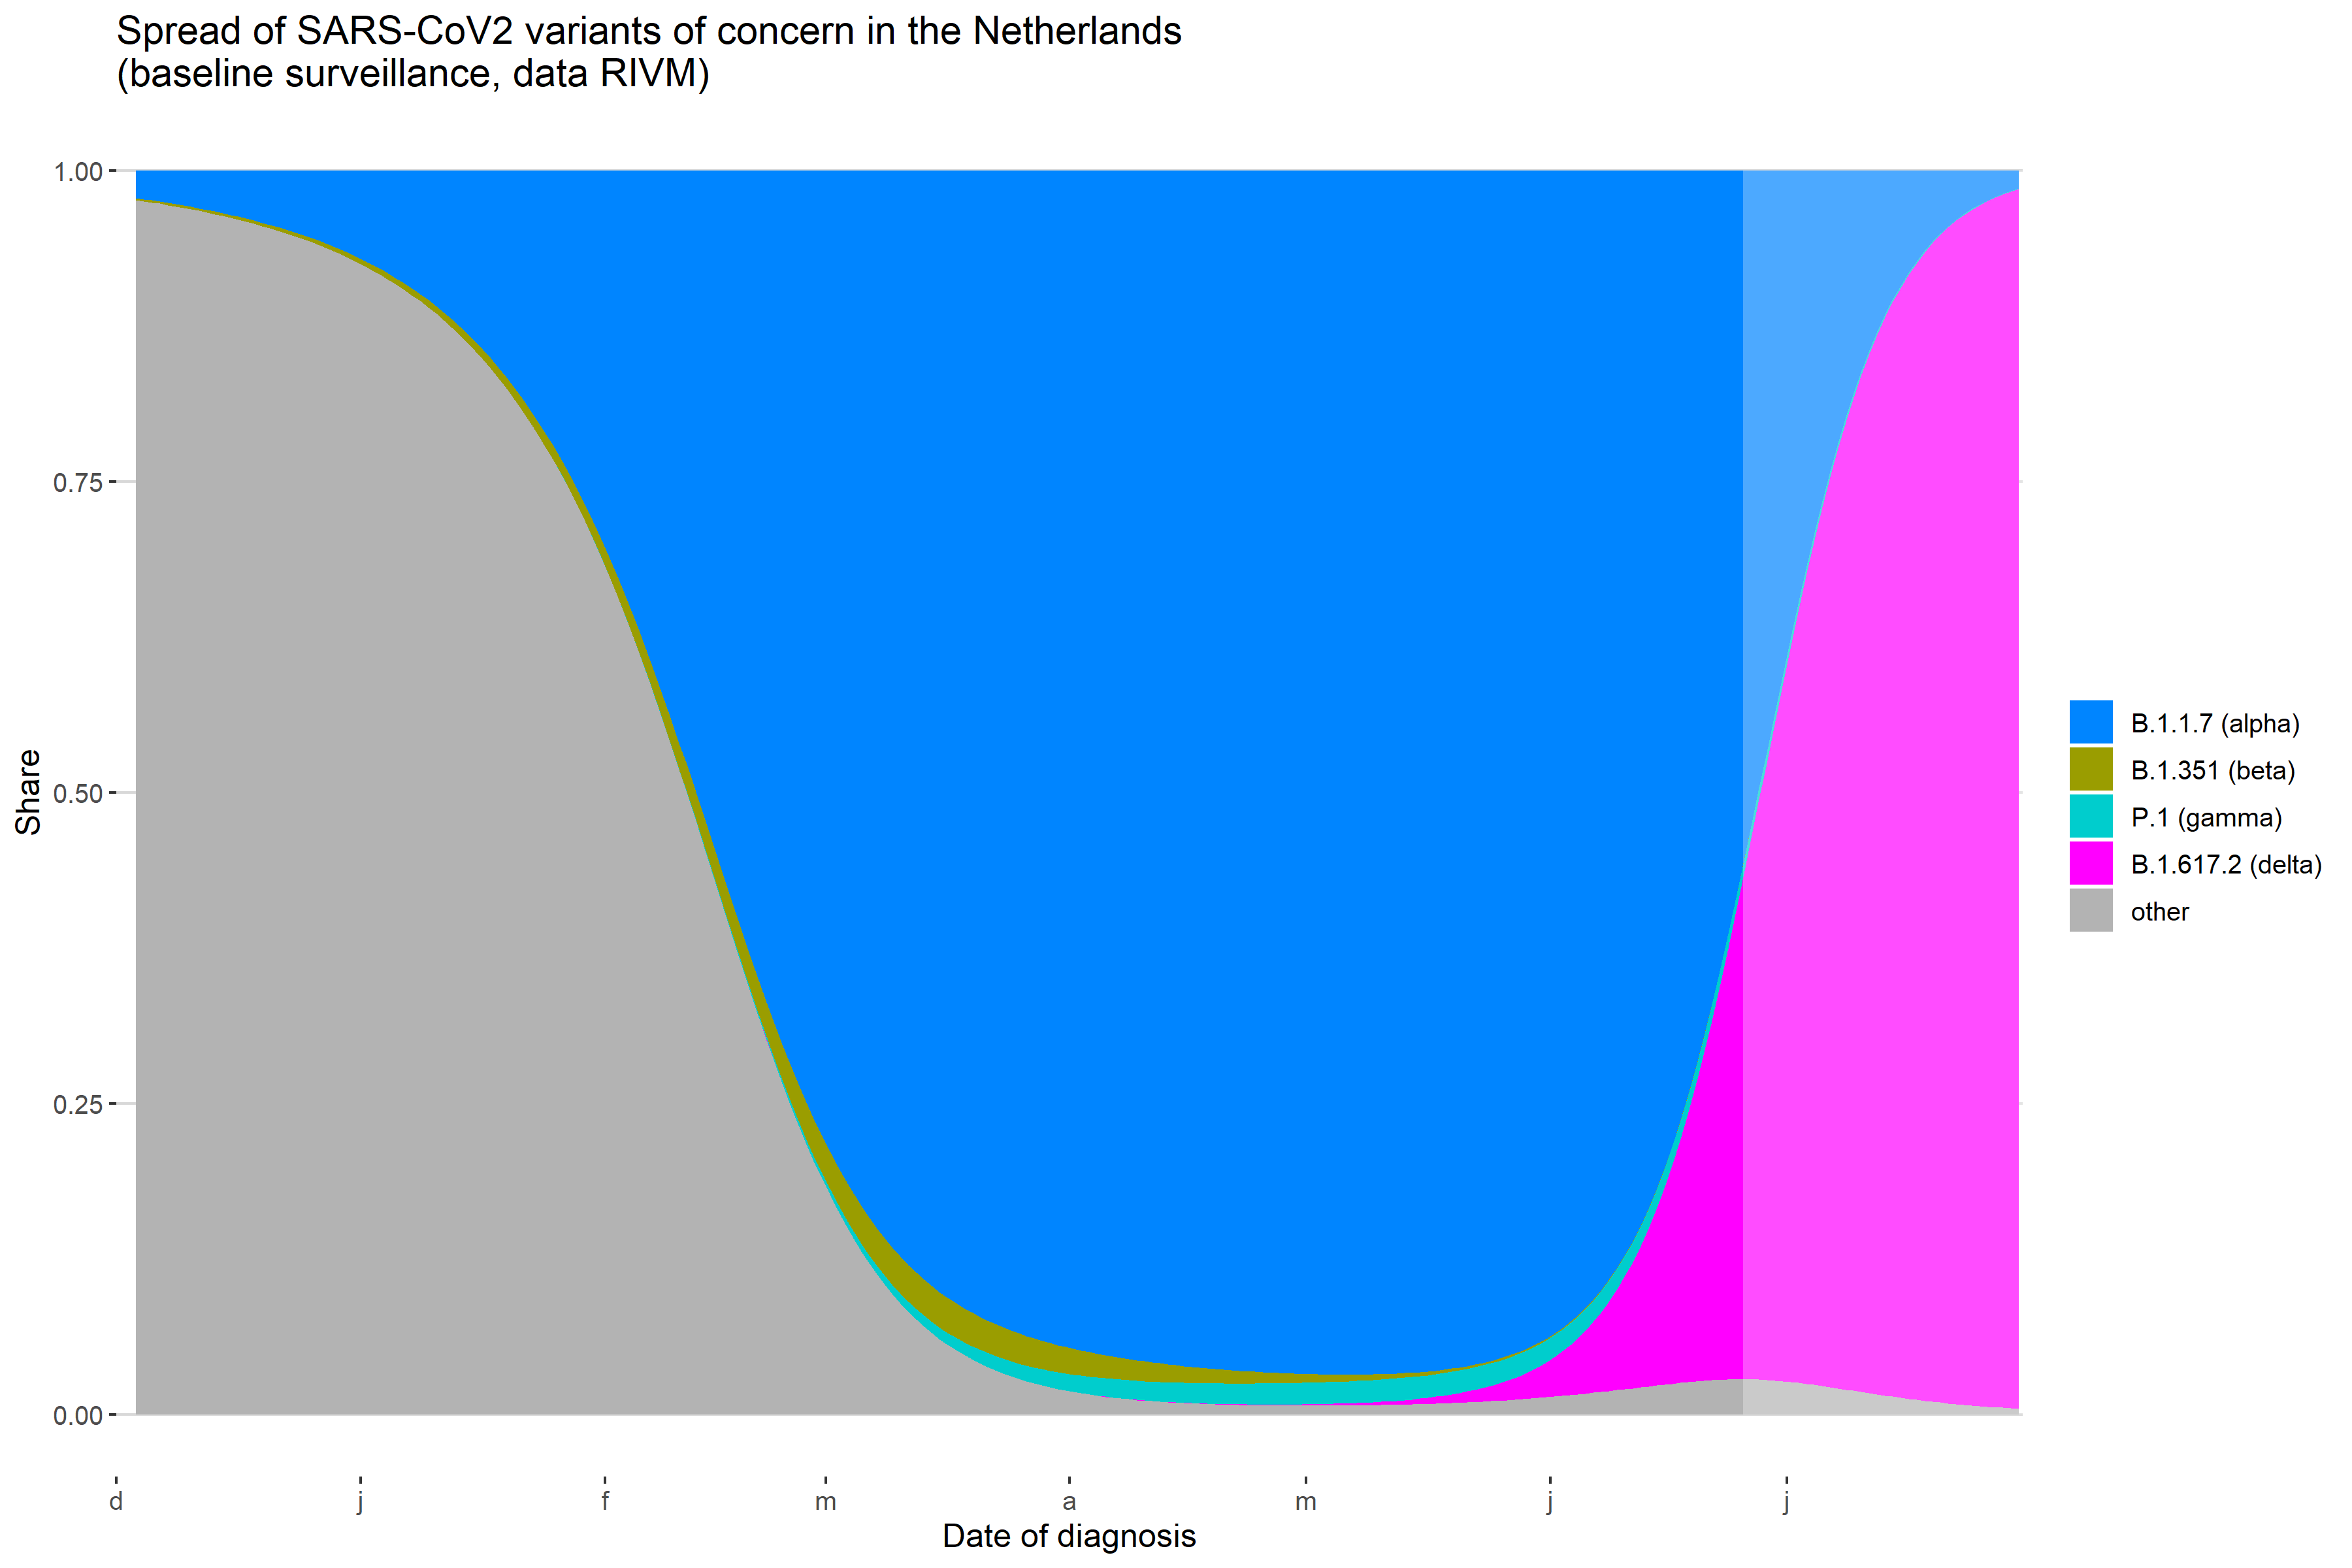 Spread of SARS-CoV2 variants of concern in the Netherlands
(baseline surveillance, data RIVM)
1.00
0.75
0.50
0.25
0.00
Share
d j f m a m j j
Date of diagnosis
B.1.1.7 (alpha)
B.1.351 (beta)
P.1 (gamma)
B.1.617.2 (delta)
other